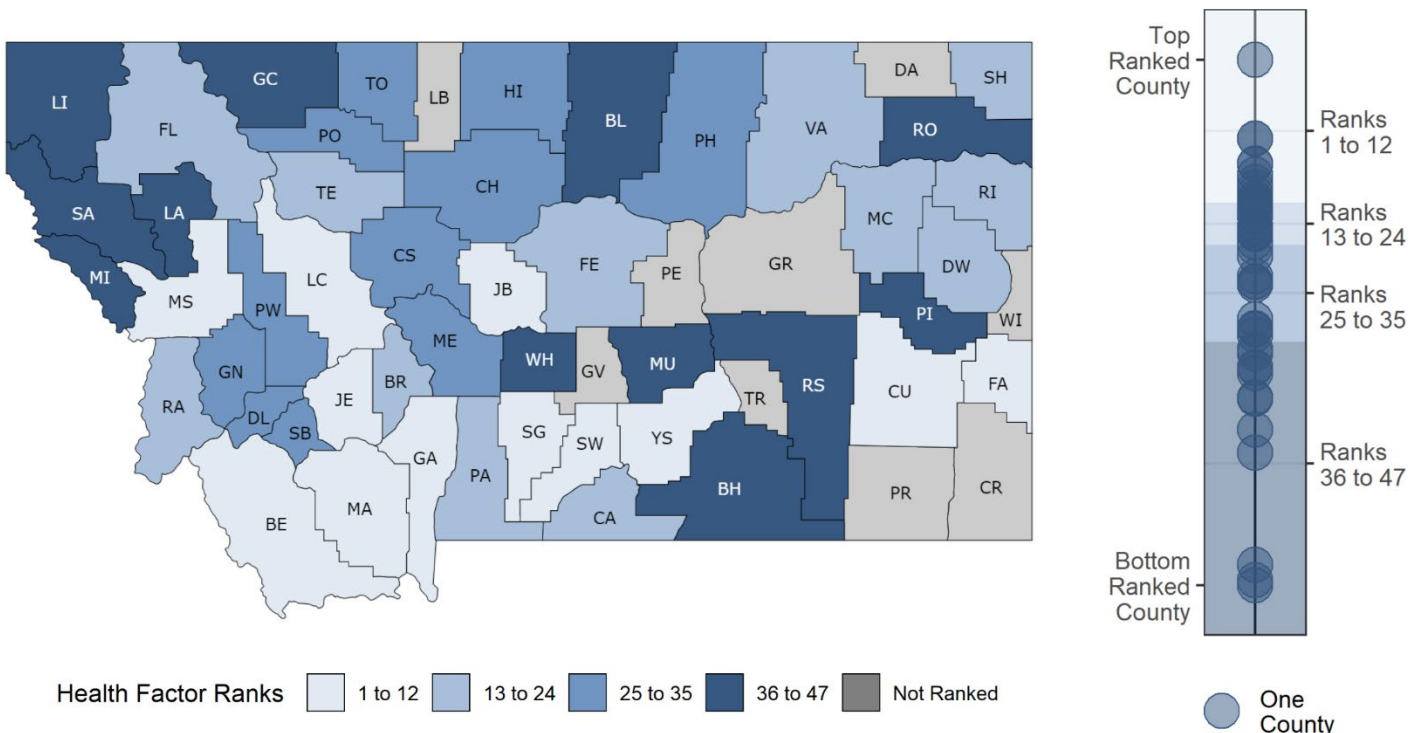 LI
GC
TO
LB
HI
BL
PH
VA
DA
SH
RO
FL
PO
TE
CH
SA
LA
MI
MS
PW
LC
CS
JB
FE
PE
GR
MC
RI
DW
WI
PI
ME
WH
GV
MU
RS
TR
CU
FA
RA
GN
DL
SB
JE
BR
GA
PA
SG
SW
YS
BH
CA
PR
CR
BE
MA
Top
Ranked
County
Ranks
1 to 12
Ranks
13 to 24
Ranks
25 to 35
Ranks
36 to 47
Bottom
Ranked
County
Health Factor Ranks 1 to 12 13 to 24 25 to 35 36 to 47 Not Ranked
One
County